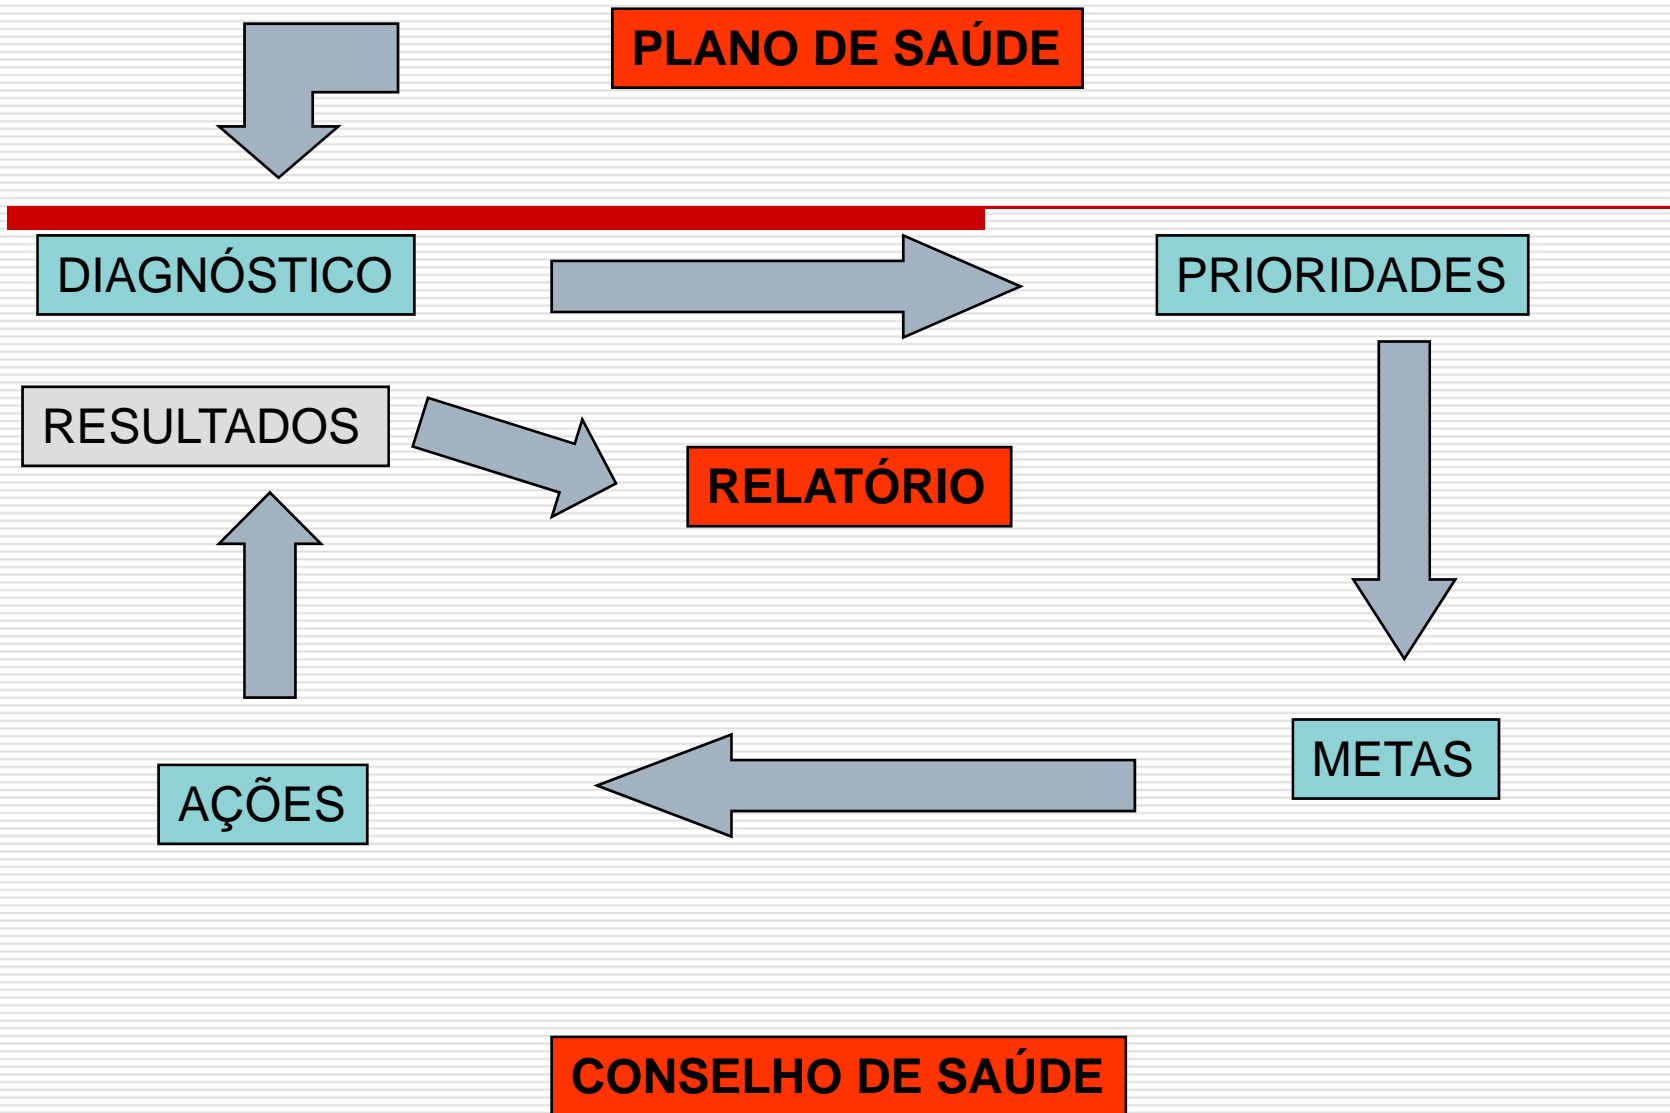 PLANO DE SAÚDE
DIAGNÓSTICO
PRIORIDADES
RESULTADOS
RELATÓRIO
METAS
AÇÕES
CONSELHO DE SAÚDE